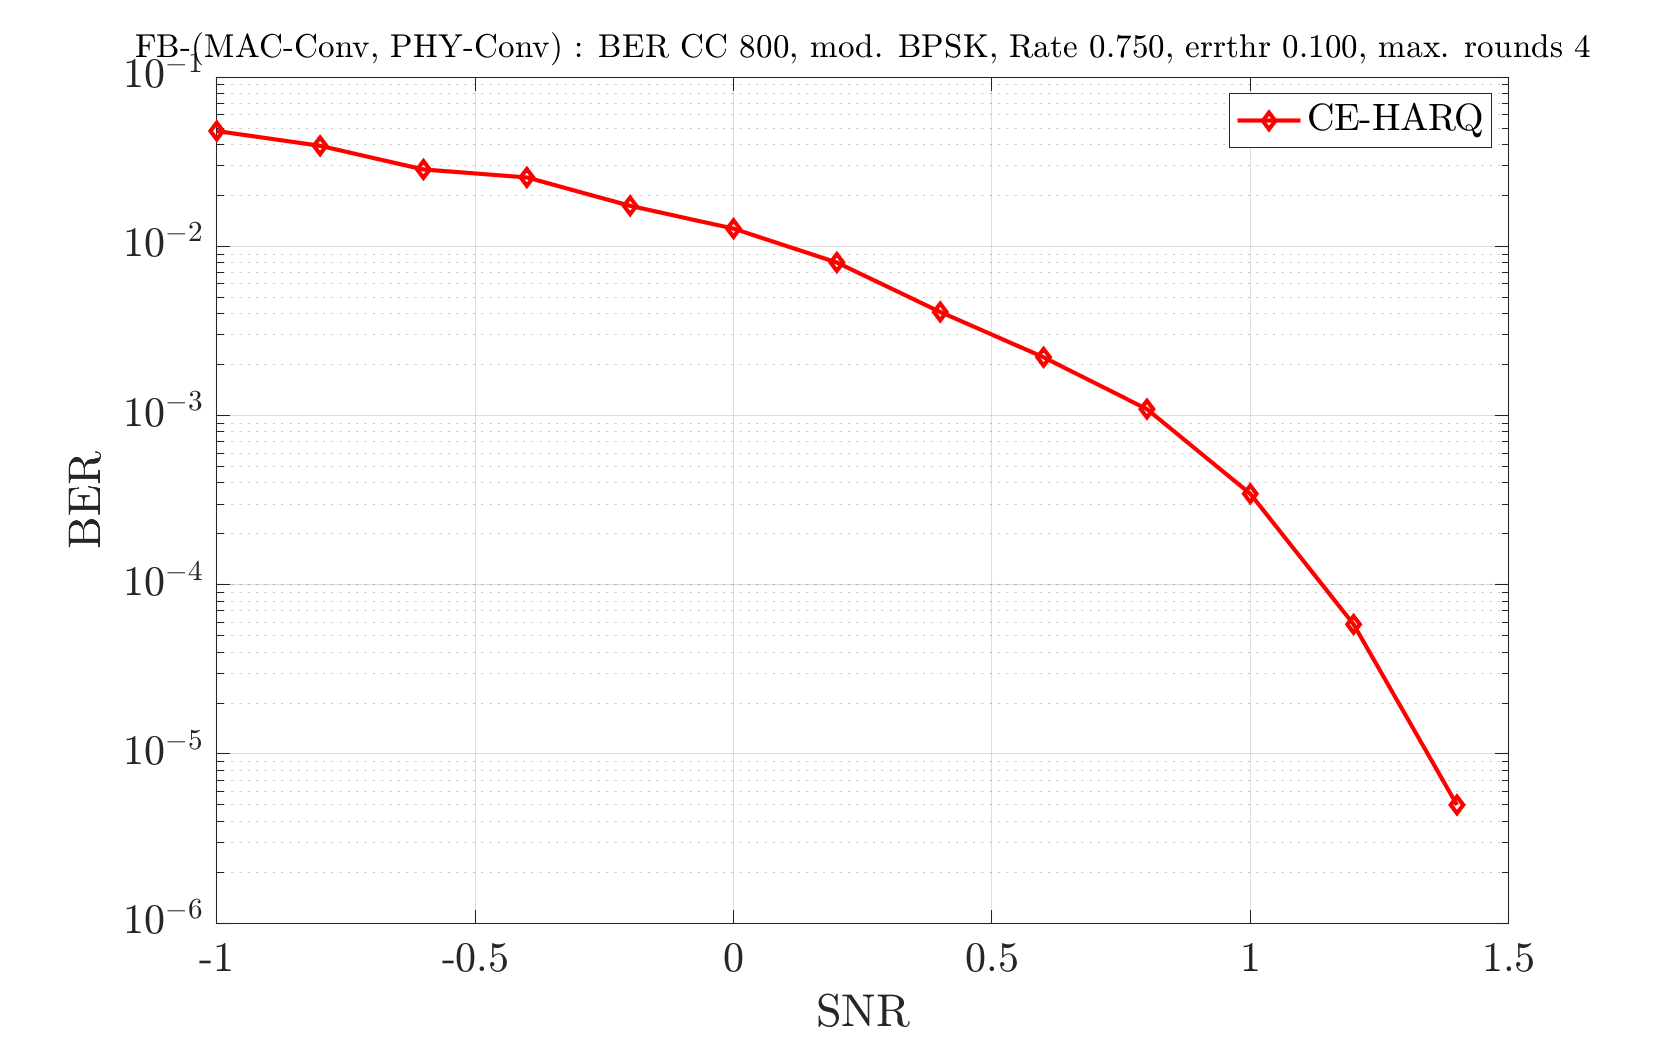 FB-(MAC-Conv, PHY-Conv) : BER CC 800, mod. BPSK, Rate 0.750, errthr 0.100, max. rounds 4
CE-HARQ
10^{-1}
10^{-2}
10^{-3}
10^{-4}
10^{-5}
10^{-6}
BER
-1 -0.5 0 0.5 1 1.5
SNR